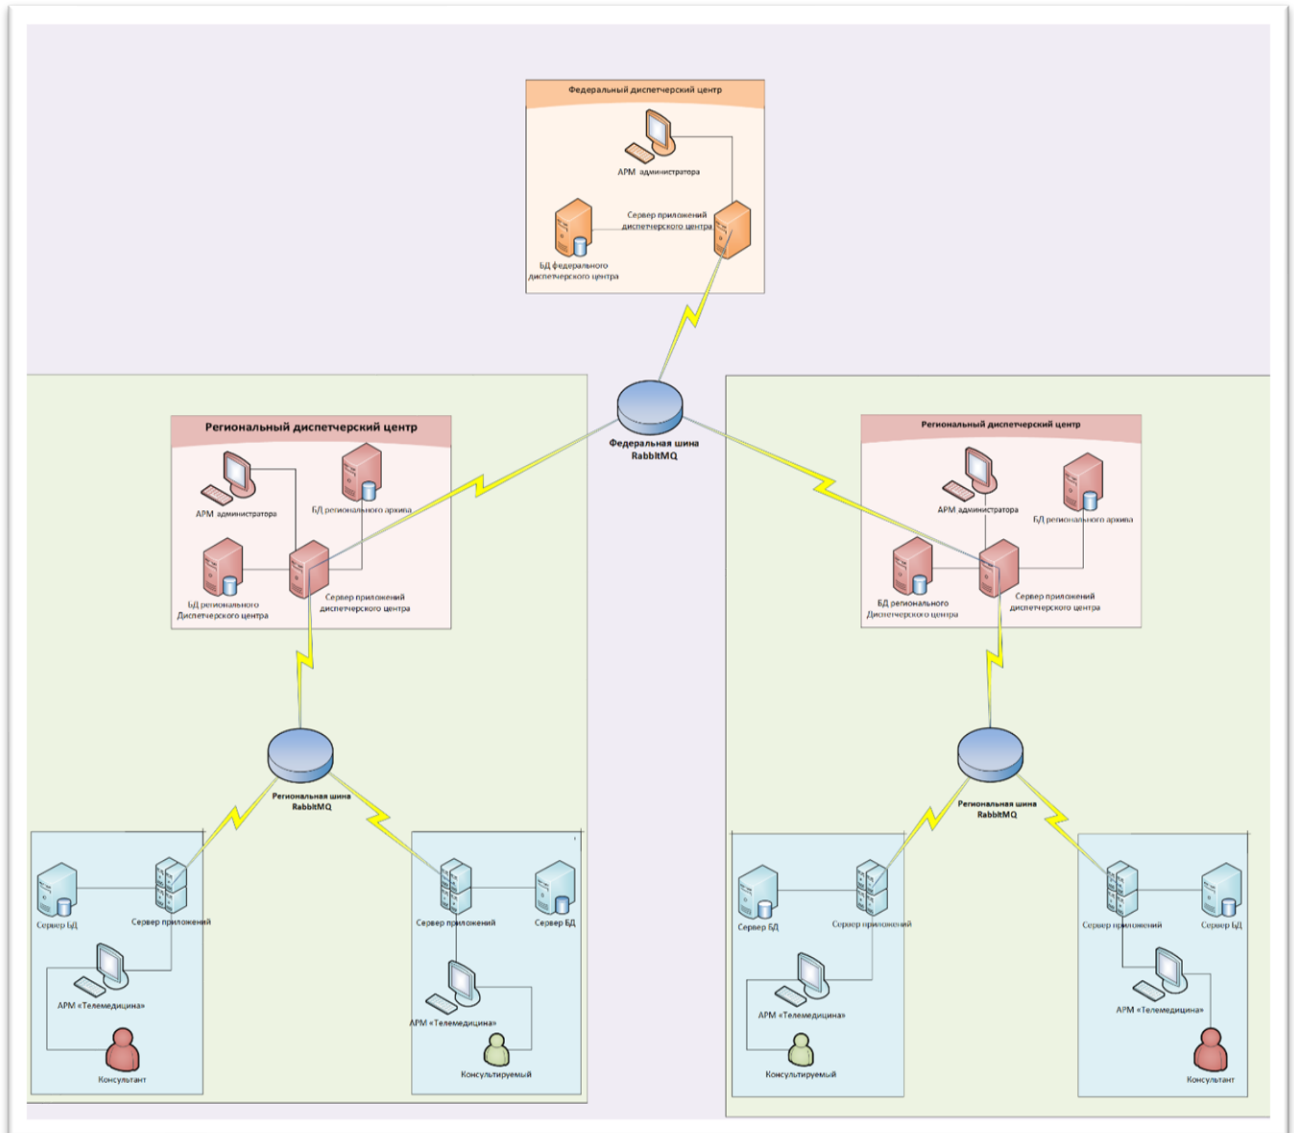 Федеральный диспетчерский центр
АРМ администратора
Сервер приложений
диспетчерского центра
БД федерального
диспетчерского центра
Федеральная шина
RabbitMQ
Региональный диспетчерский центр
АРМ администратора
БД регионального архива
БД регионального
Диспетчерского центра
Сервер приложений
диспетчерского центра
Региональный диспетчерский центр
АРМ администратора
БД регионального архива
БД регионального
Диспетчерского центра
Сервер приложений
диспетчерского центра
Региональная шина
RabbitMQ
Региональная шина
RabbitMQ
Сервер БД
Сервер приложений
АРМ «Телемедицина»
Консультант
Сервер приложений
Сервер БД
АРМ «Телемедицина»
Консультируемый
Сервер БД
Сервер приложений
АРМ «Телемедицина»
Консультируемый
Сервер приложений
Сервер БД
АРМ «Телемедицина»
Консультант